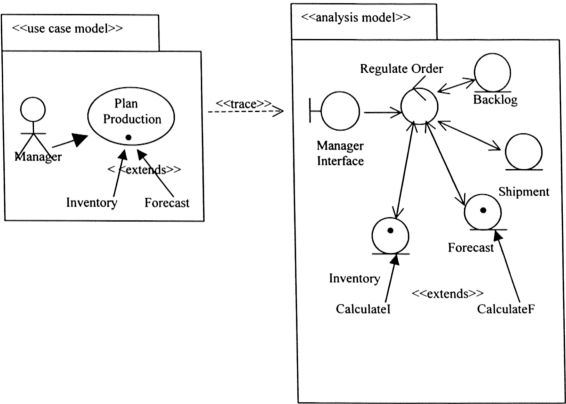 <<use case model>>
Plan
Production
Manager
< <extends>>
Inventory
Forecast
<<trace>>
<<analysis model>>
Regulate Order
Backlog
Manager
Interface
Shipment
Inventory
Forecast
<<extends>>
CalculateI
CalculateF